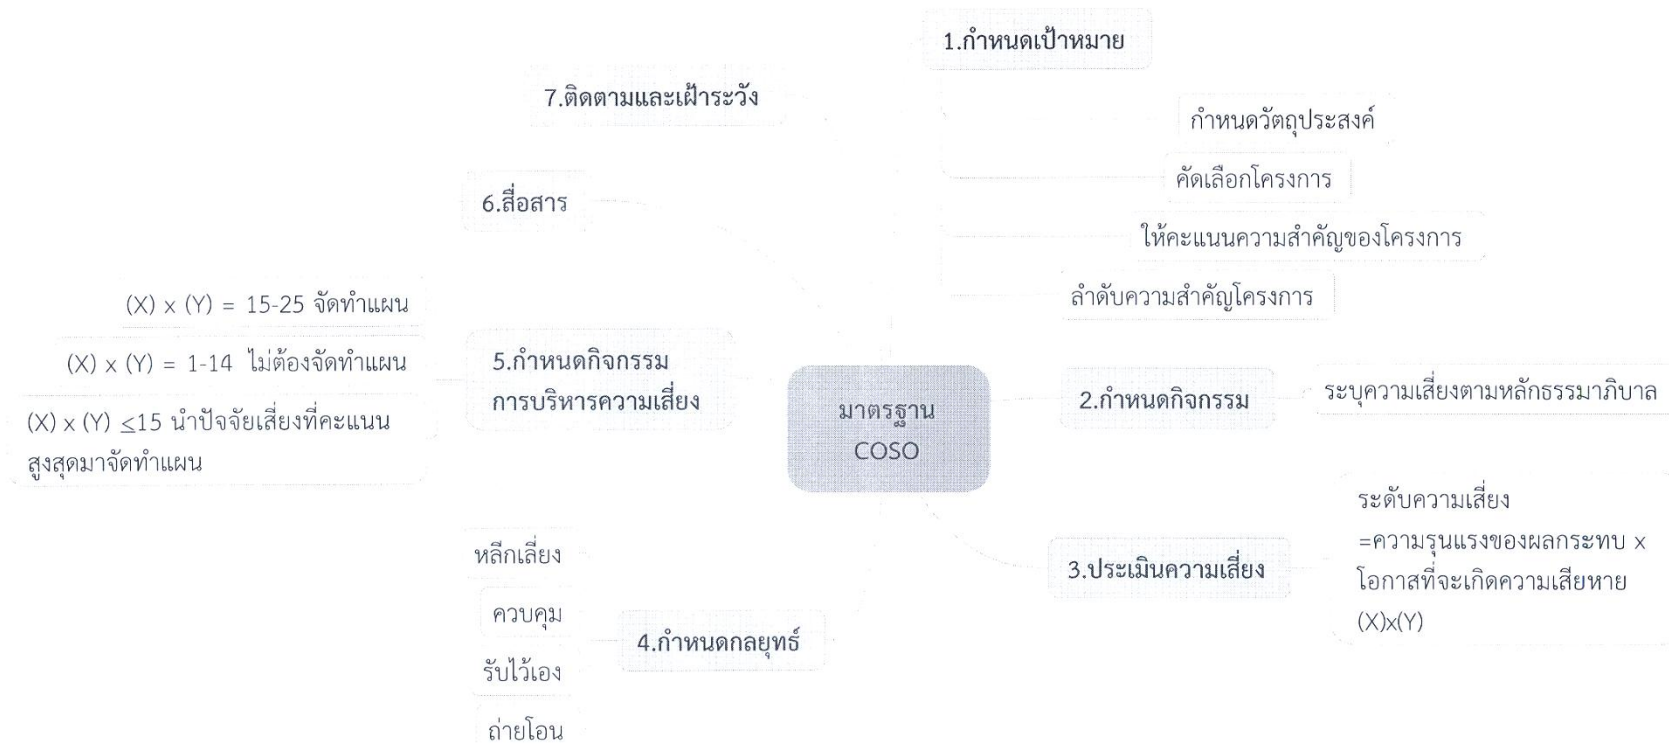 มาตรฐาน
COSO
1.กำหนดเป้าหมาย
กำหนดวัตถุประสงค์
คัดเลือกโครงการ
ให้คะแนนความสำคัญของโครงการ
ลำดับความสำคัญโครงการ
2.กำหนดกิจกรรม
ระบุความเสี่ยงตามหลักธรรมาภิบาล
3.ประเมินความเสี่ยง
ระดับความเสี่ยง
=ความรุนแรงของผลกระทบ x
โอกาสที่จะเกิดความเสียหาย
(X)x(Y)
4.กำหนดกลยุทธ์
หลีกเลี่ยง
ควบคุม
รับไว้เอง
ถ่ายโอน
5.กำหนดกิจกรรม
การบริหารความเสี่ยง
(X) x (Y) = 15-25 จัดทำแผน
(X) x (Y) = 1-14 ไม่ต้องจัดทำแผน
(X) x (Y) ≤15 นำปัจจัยเสี่ยงที่คะแนน
สูงสุดมาจัดทำแผน
6.สื่อสาร
7.ติดตามและเฝ้าระวัง